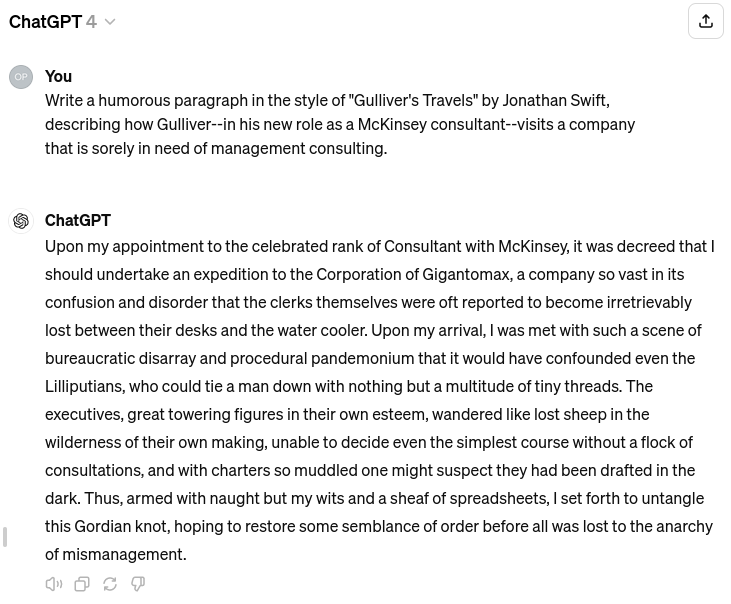 ChatGPT 4
OP
You
Write a humorous paragraph in the style of "Gulliver's Travels" by Jonathan Swift,
describing how Gulliver--in his new role as a McKinsey consultant--visits a company
that is sorely in need of management consulting.
ChatGPT
Upon my appointment to the celebrated rank of Consultant with McKinsey, it was decreed that I
should undertake an expedition to the Corporation of Gigantomax, a company so vast in its
confusion and disorder that the clerks themselves were oft reported to become irretrievably
lost between their desks and the water cooler. Upon my arrival, I was met with such a scene of
bureaucratic disarray and procedural pandemonium that it would have confounded even the
Lilliputians, who could tie a man down with nothing but a multitude of tiny threads. The
executives, great towering figures in their own esteem, wandered like lost sheep in the
wilderness of their own making, unable to decide even the simplest course without a flock of
consultations, and with charters so muddled one might suspect they had been drafted in the
dark. Thus, armed with naught but my wits and a sheaf of spreadsheets, I set forth to untangle
this Gordian knot, hoping to restore some semblance of order before all was lost to the anarchy
of mismanagement.